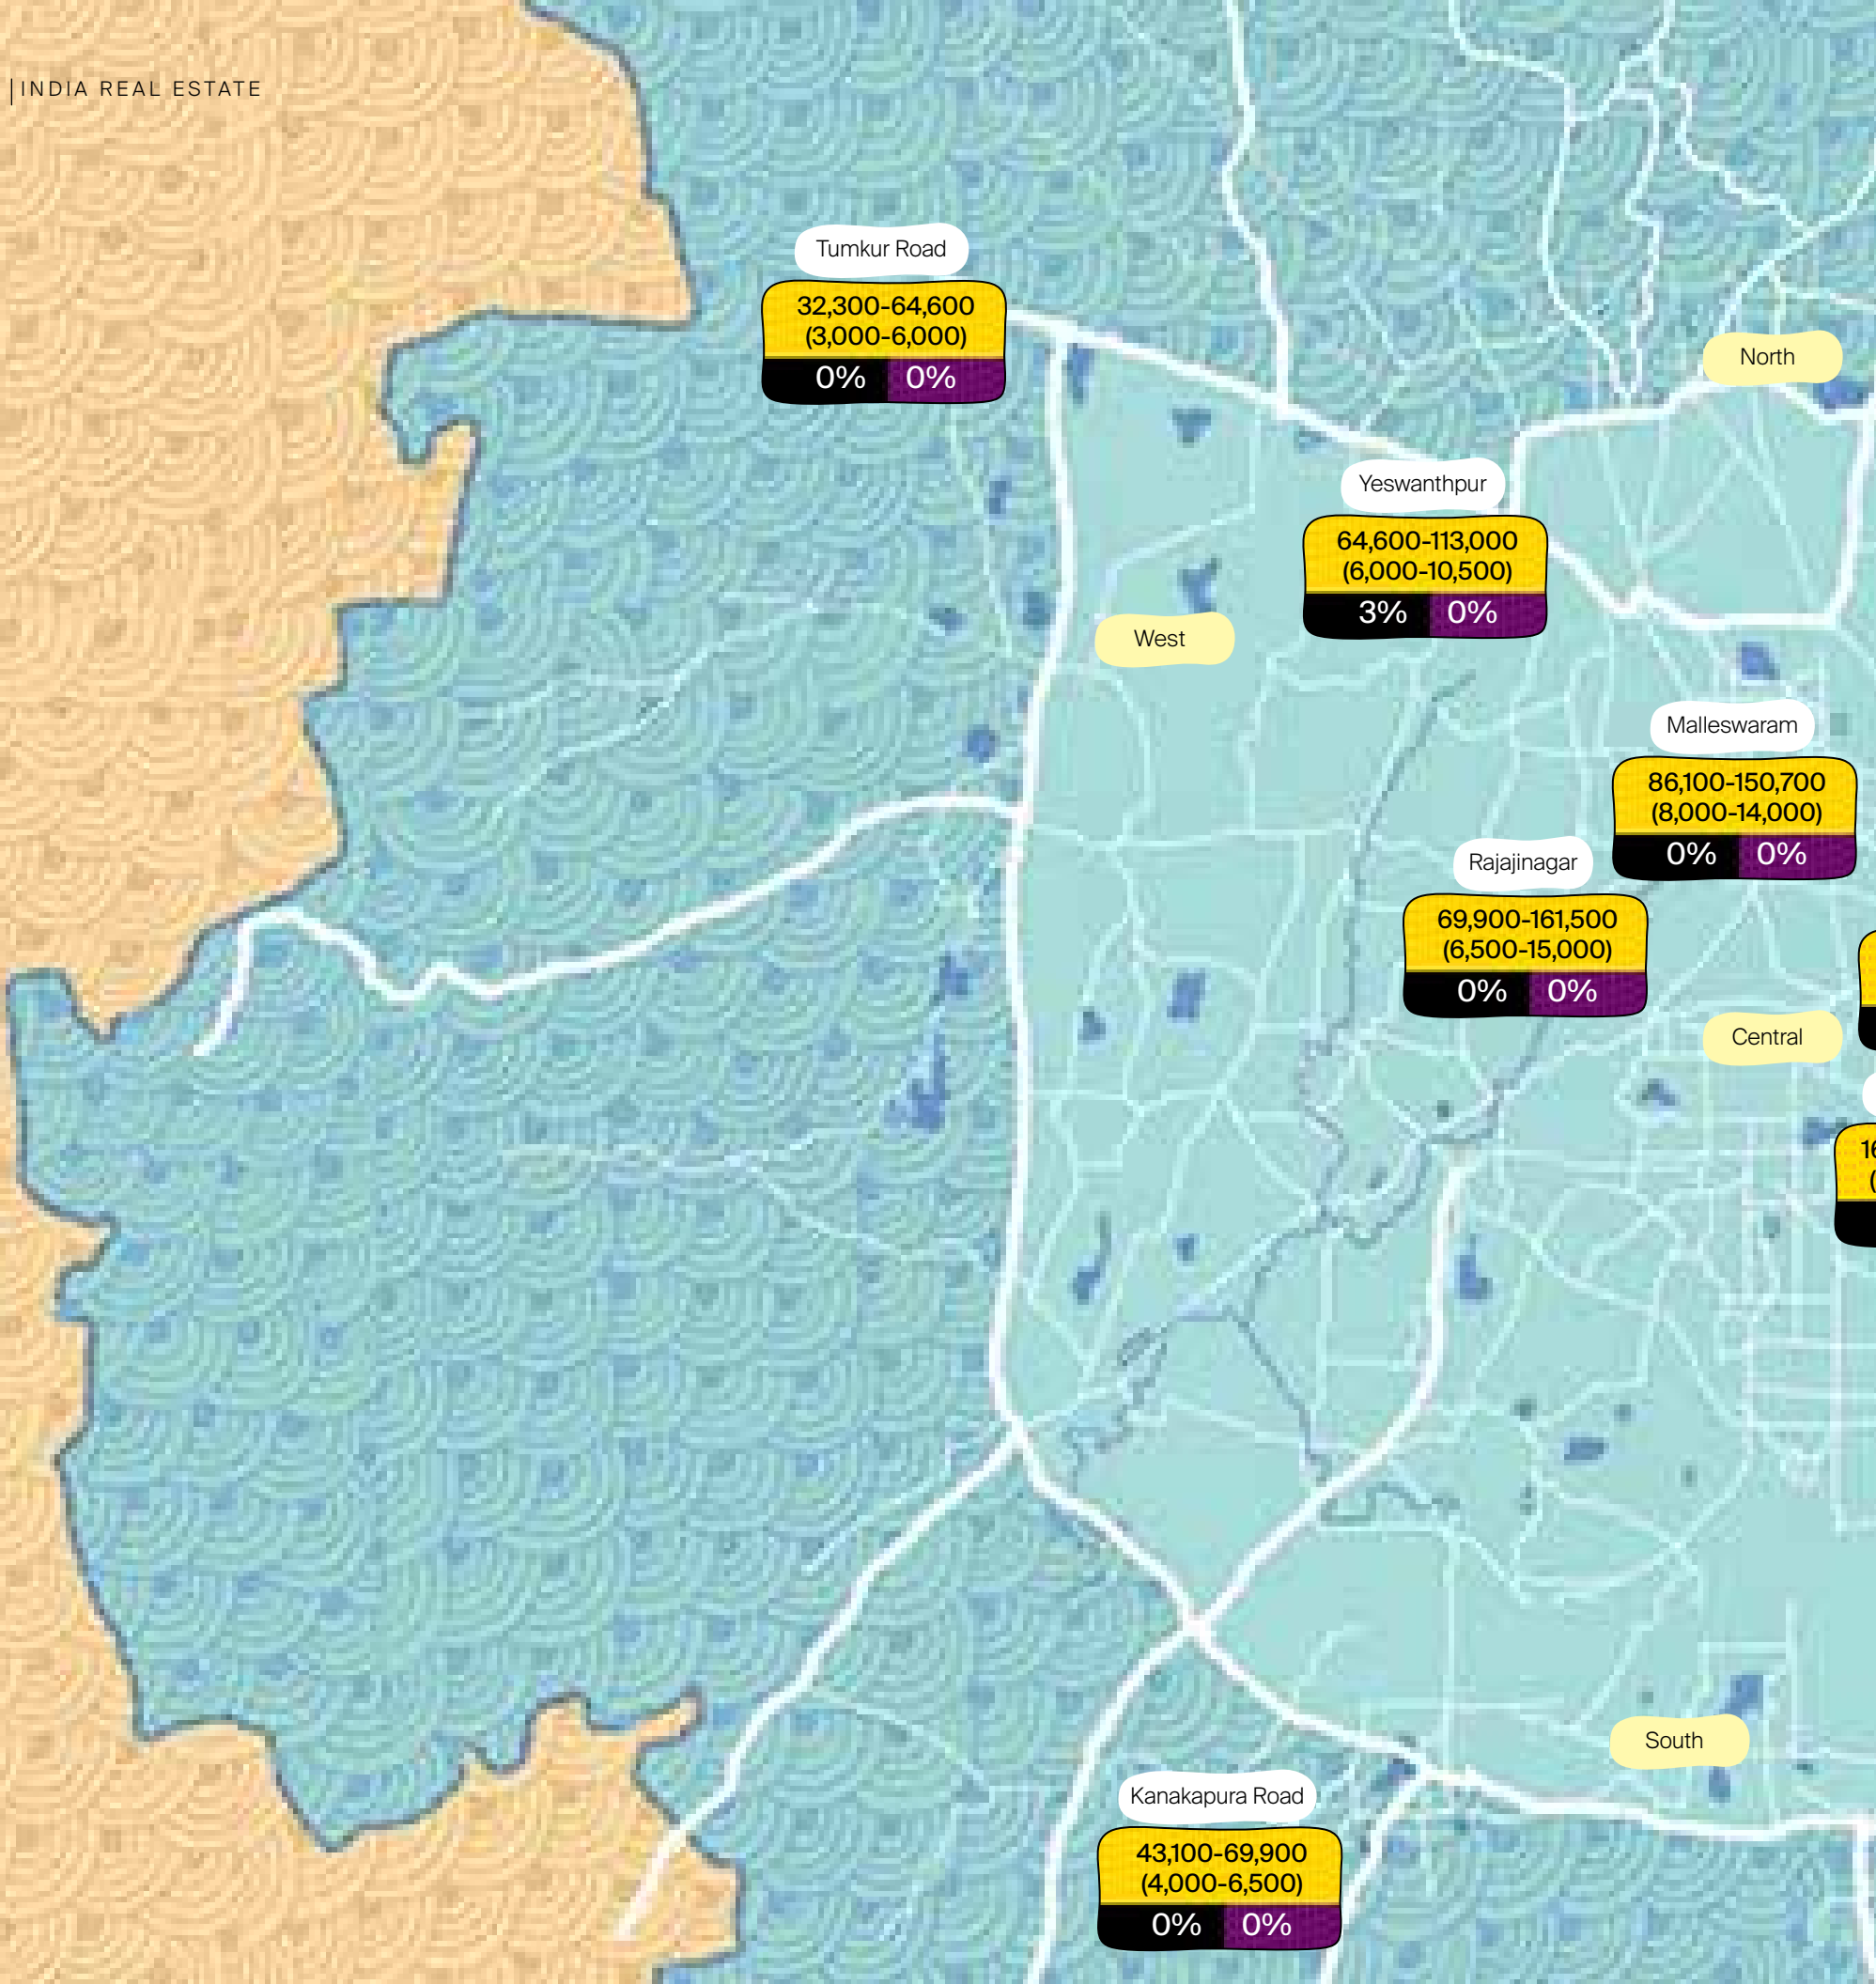 |INDIA REAL ESTATE
Tumkur Road
32,300-64,600
(3,000-6,000)
0% 0%
North
Yeswanthpur
64,600-113,000
(6,000-10,500)
3% 0%
West
Malleswaram
86,100-150,700
(8,000-14,000)
0% 0%
Rajajinagar
69,900-161,500
(6,500-15,000)
0% 0%
Central
South
Kanakapura Road
43,100-69,900
(4,000-6,500)
0% 0%